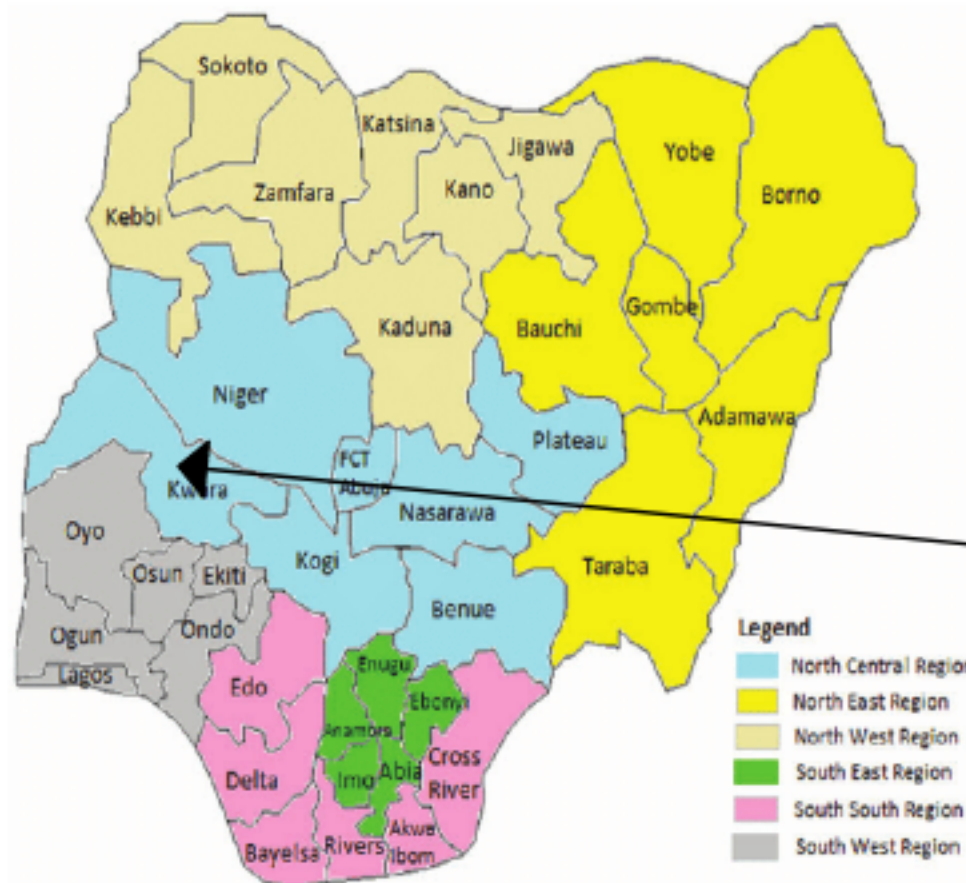 Sokoto
Katsina
Jigawa
Yobe
Borno
Kano
Zamfara
Kebbi
Gombe
Kaduna
Bauchi
Niger
Adamawa
Plateau
FCT
Abuja
Kwara
Nasarawa
Oyo
Kogi
Taraba
Osun
Ekiti
Benue
Ogun
Ondo
Lagos
Enugu
Edo
Ebonyi
Anambra
Cross
River
Delta
Imo
Abia
Bayelsa
Rivers
Akwa
Ibom
Legend
North Central Region
North East Region
North West Region
South East Region
South South Region
South West Region